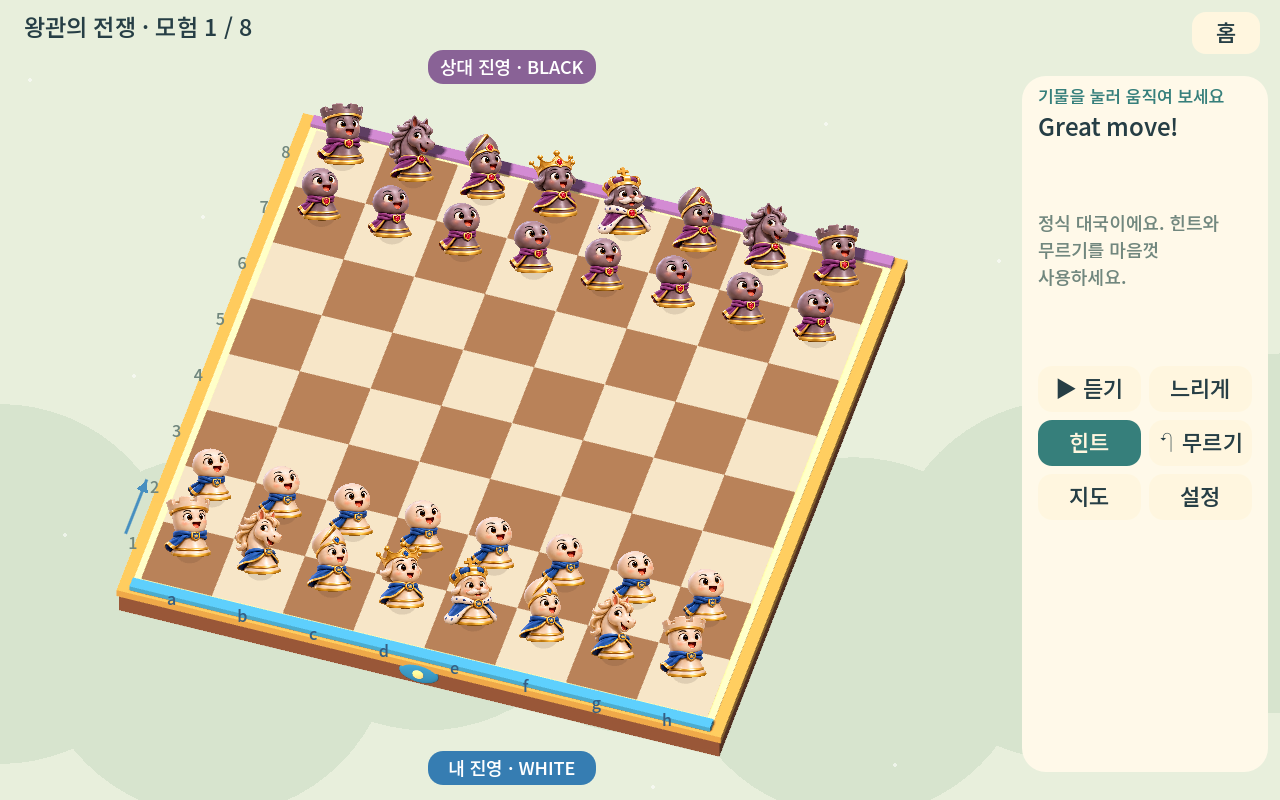 왕관의 전쟁 · 모험 1 / 8
홈
상대 진영 · BLACK
기물을 눌러 움직여 보세요
Great move!
정식 대국이에요. 힌트와
무르기를 마음껏
사용하세요.
▶ 듣기
느리게
힌트
무르기
지도
설정
8
7
6
5
4
3
2
1
a
b
c
d
e
f
g
h
내 진영 · WHITE